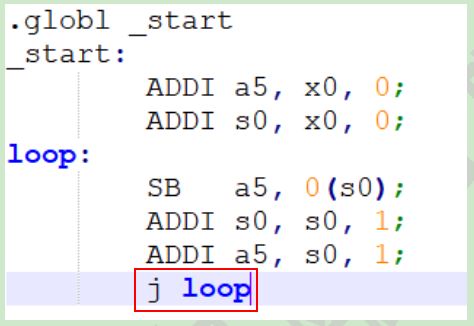 .globl _start
_start:
ADDI a5, x0, 0;
ADDI s0, x0, 0;
loop:
SB a5, 0(s0);
ADDI s0, s0, 1;
ADDI a5, s0, 1;
j loop